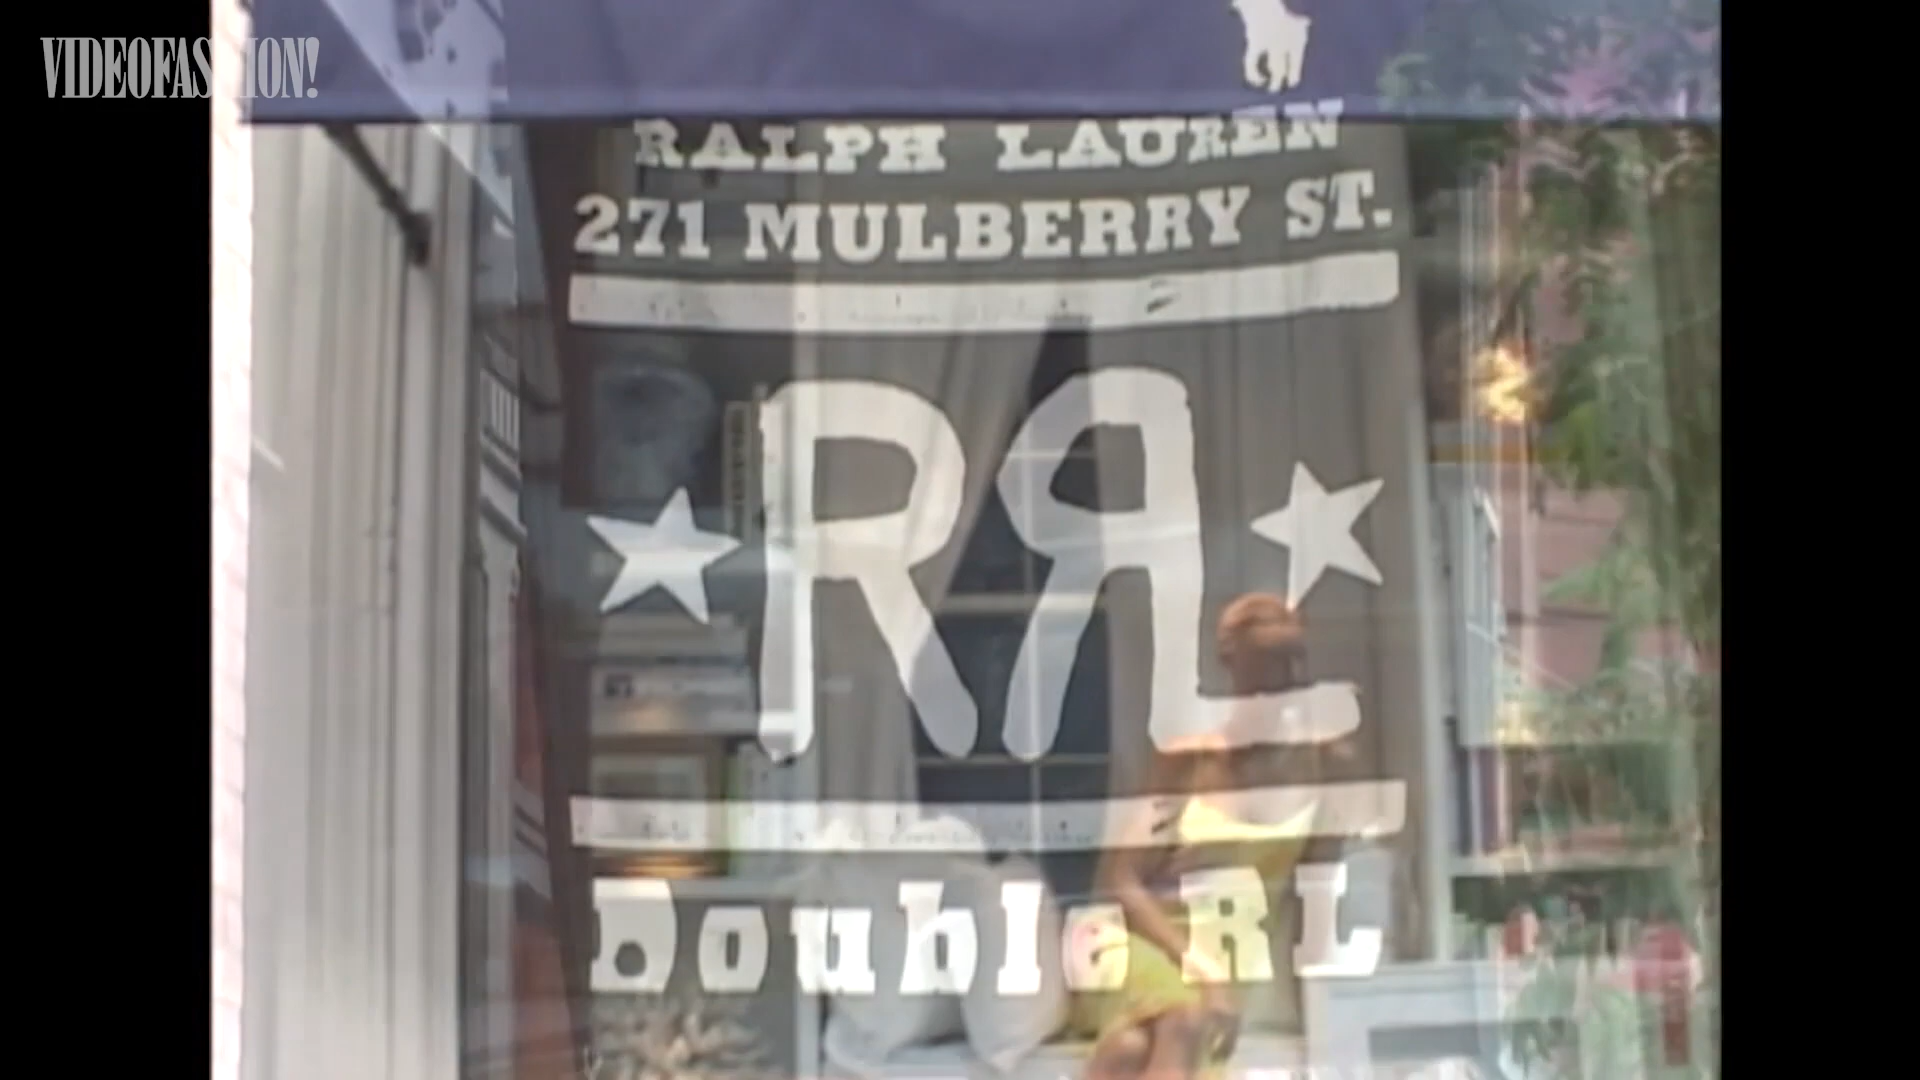 VIDEOFASHION!
RALPH LAUREN
271 MULBERRY ST.
RRL
Double RL